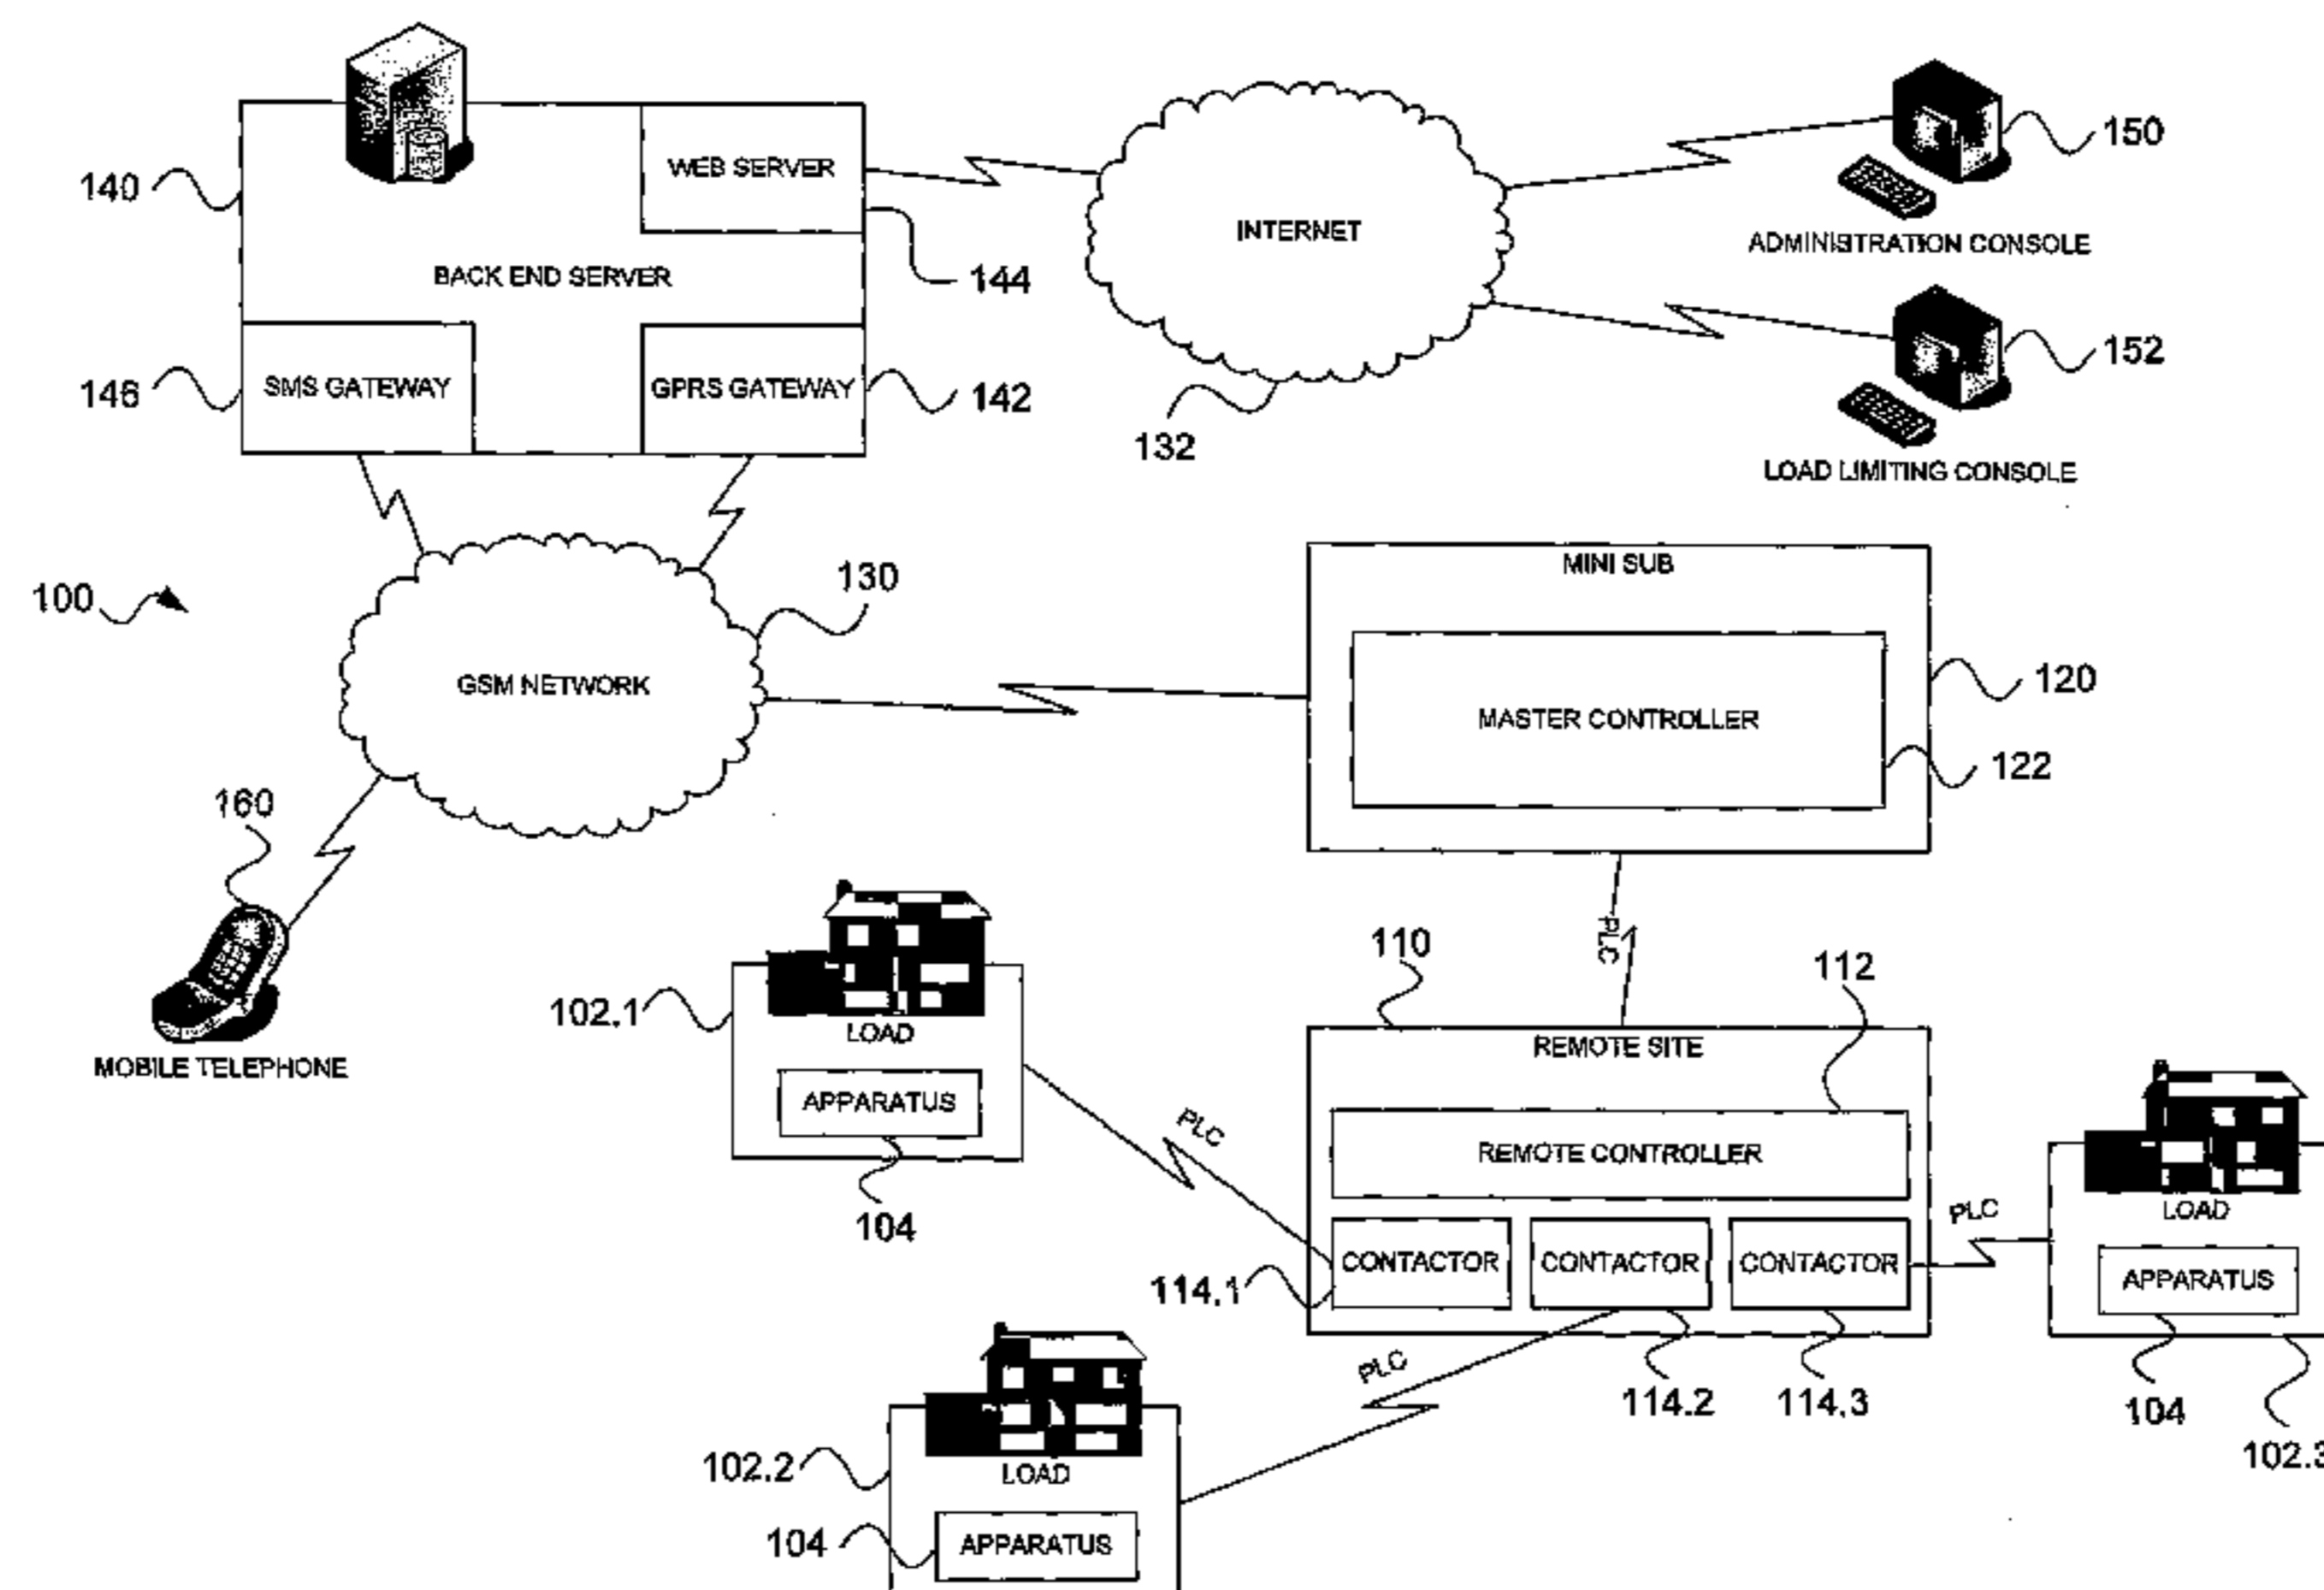 WEB SERVER
140
BACK END SERVER
144
SMS GATEWAY
GPRS GATEWAY
146
142
INTERNET
132
150
ADMINISTRATION CONSOLE
152
LOAD LIMITING CONSOLE
100
130
GSM NETWORK
MINI SUB
MASTER CONTROLLER
120
122
160
MOBILE TELEPHONE
PLC
110
112
REMOTE SITE
REMOTE CONTROLLER
CONTACTOR
CONTACTOR
CONTACTOR
114.1
114.2
114.3
102.1
LOAD
APPARATUS
104
PLC
PLC
LOAD
APPARATUS
104
102.3
PLC
102.2
LOAD
104
APPARATUS